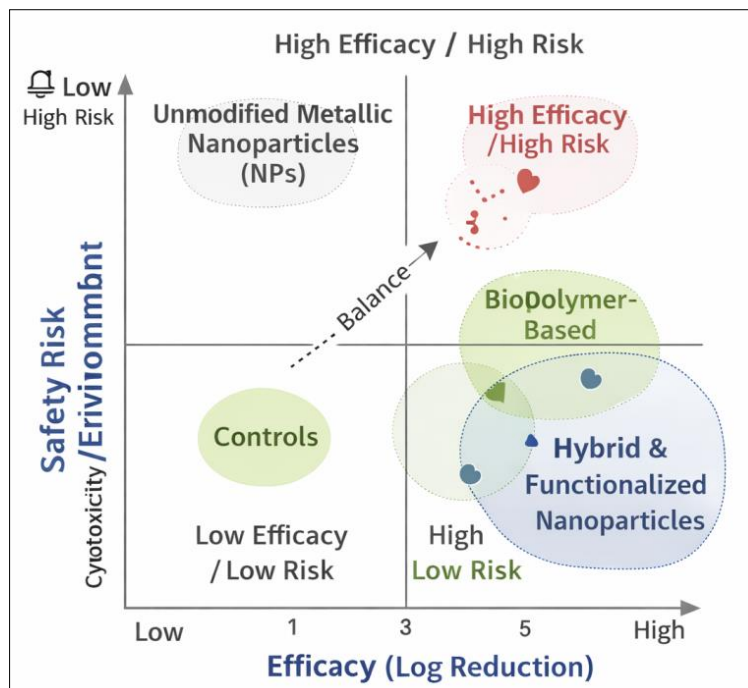 High Efficacy / High Risk
Low
High Risk
Unmodified Metallic
Nanoparticles
(NPs)
High Efficacy
/High Risk
Balance
Biopolymer-
Based
Safety Risk
/Erivironmbnt
Cytotoxicity
Controls
Hybrid &
Functionalized
Nanoparticles
Low Efficacy
/ Low Risk
High
Low Risk
Low
1
3
5
High
Efficacy (Log Reduction)